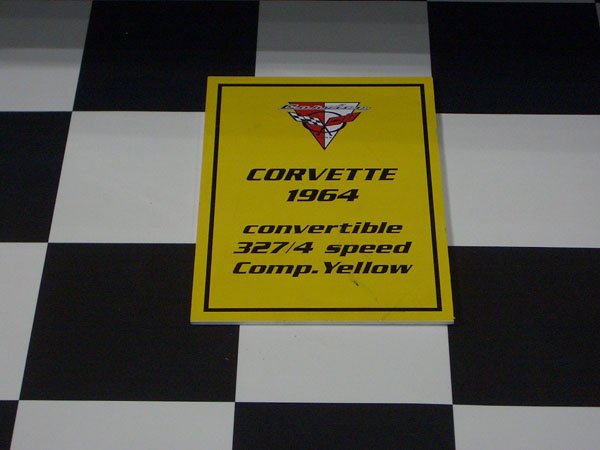 CORVETTE
1964
convertible
327/4 speed
Comp.Yellow